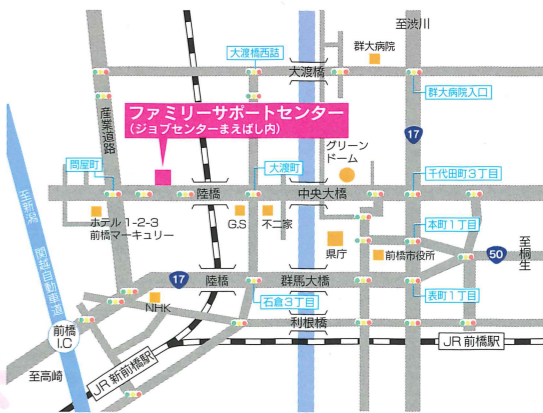 至渋川
群大病院
大渡橋西詰
大渡橋
群大病院入口
産業道路
17
ファミリーサポートセンター
(ジョブセンターまえばし内)
グリーン
ドーム
問屋町
大渡町
千代田町3丁目
陸橋
中央大橋
至新潟
関越自動車道
ホテル1-2-3
前橋マーキュリー
G.S
不二家
県庁
本町1丁目
前橋市役所
50
至桐生
17
陸橋
群馬大橋
NHK
石倉3丁目
表町1丁目
利根橋
前橋
I.C
JR新前橋駅
JR前橋駅
至高崎